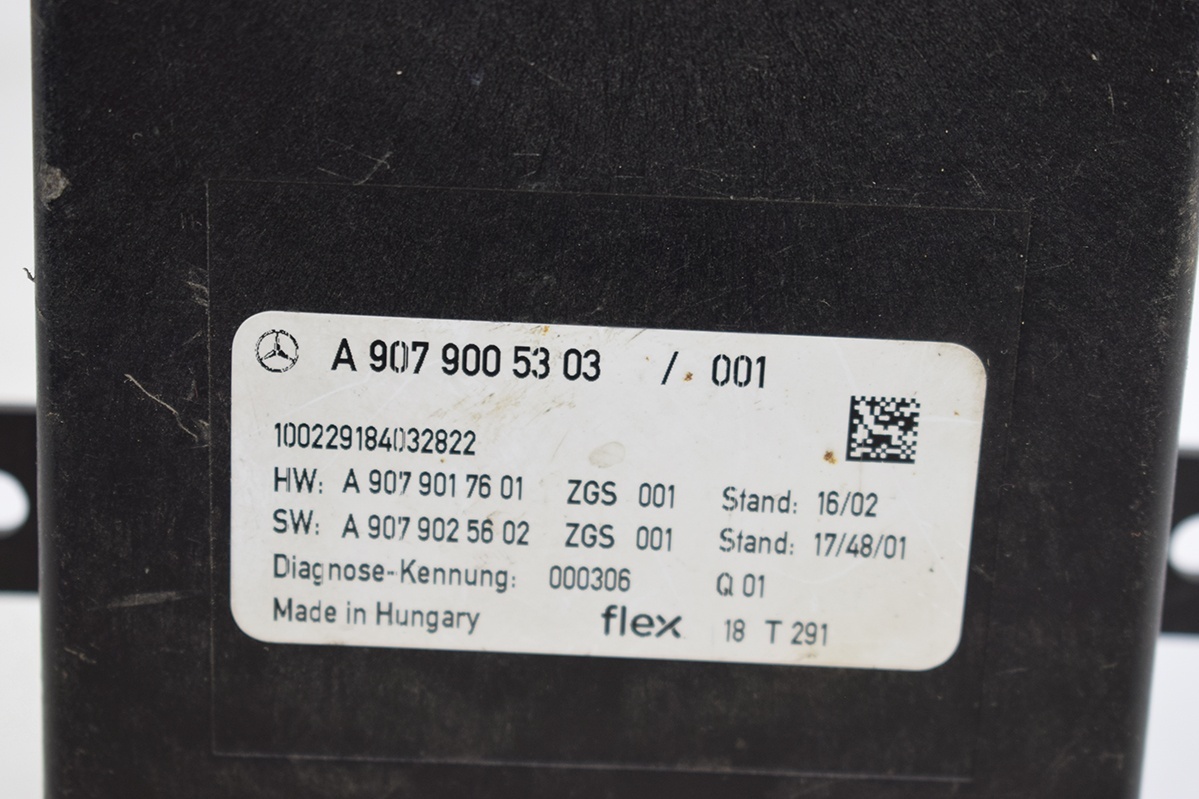 A 907 900 53 03 / 001
100229184032822
HW: A 907 901 76 01 ZGS 001 Stand: 16/02
SW: A 907 902 56 02 ZGS 001 Stand: 17/48/01
Diagnose-Kennung: 000306 Q 01
Made in Hungary flex 18 T 291